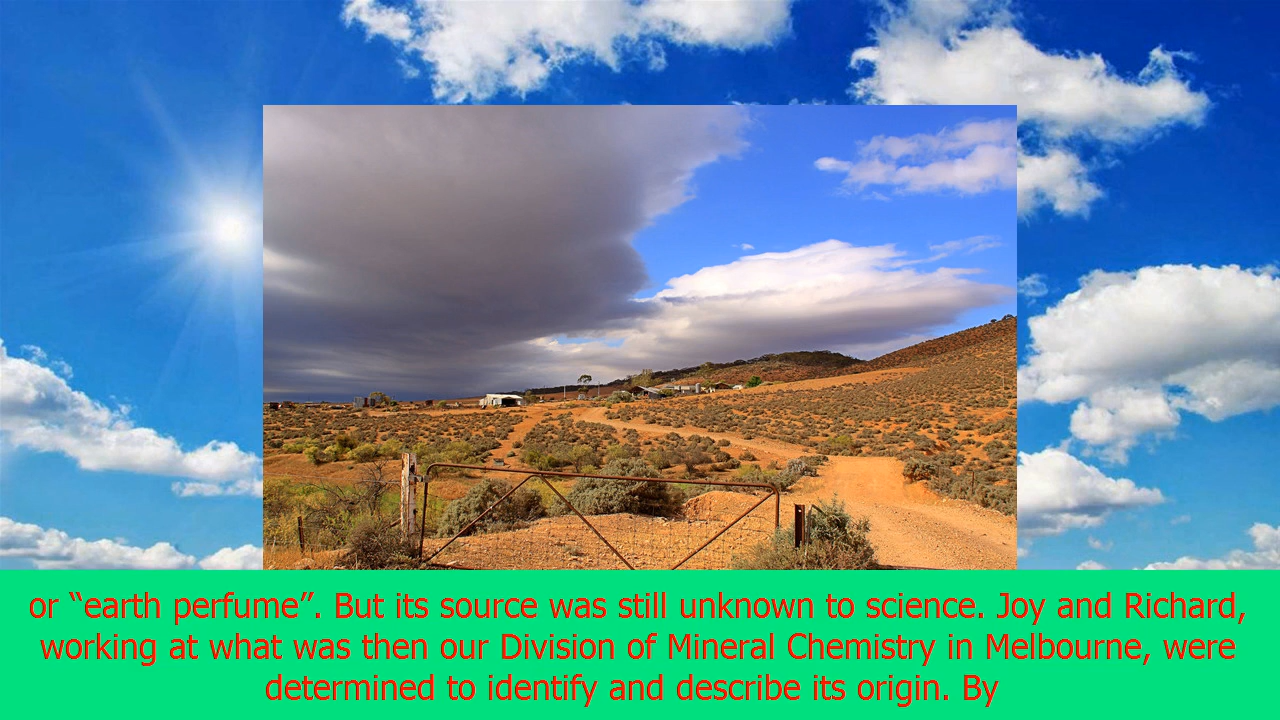 or “earth perfume”. But its source was still unknown to science. Joy and Richard,
working at what was then our Division of Mineral Chemistry in Melbourne, were
determined to identify and describe its origin. By